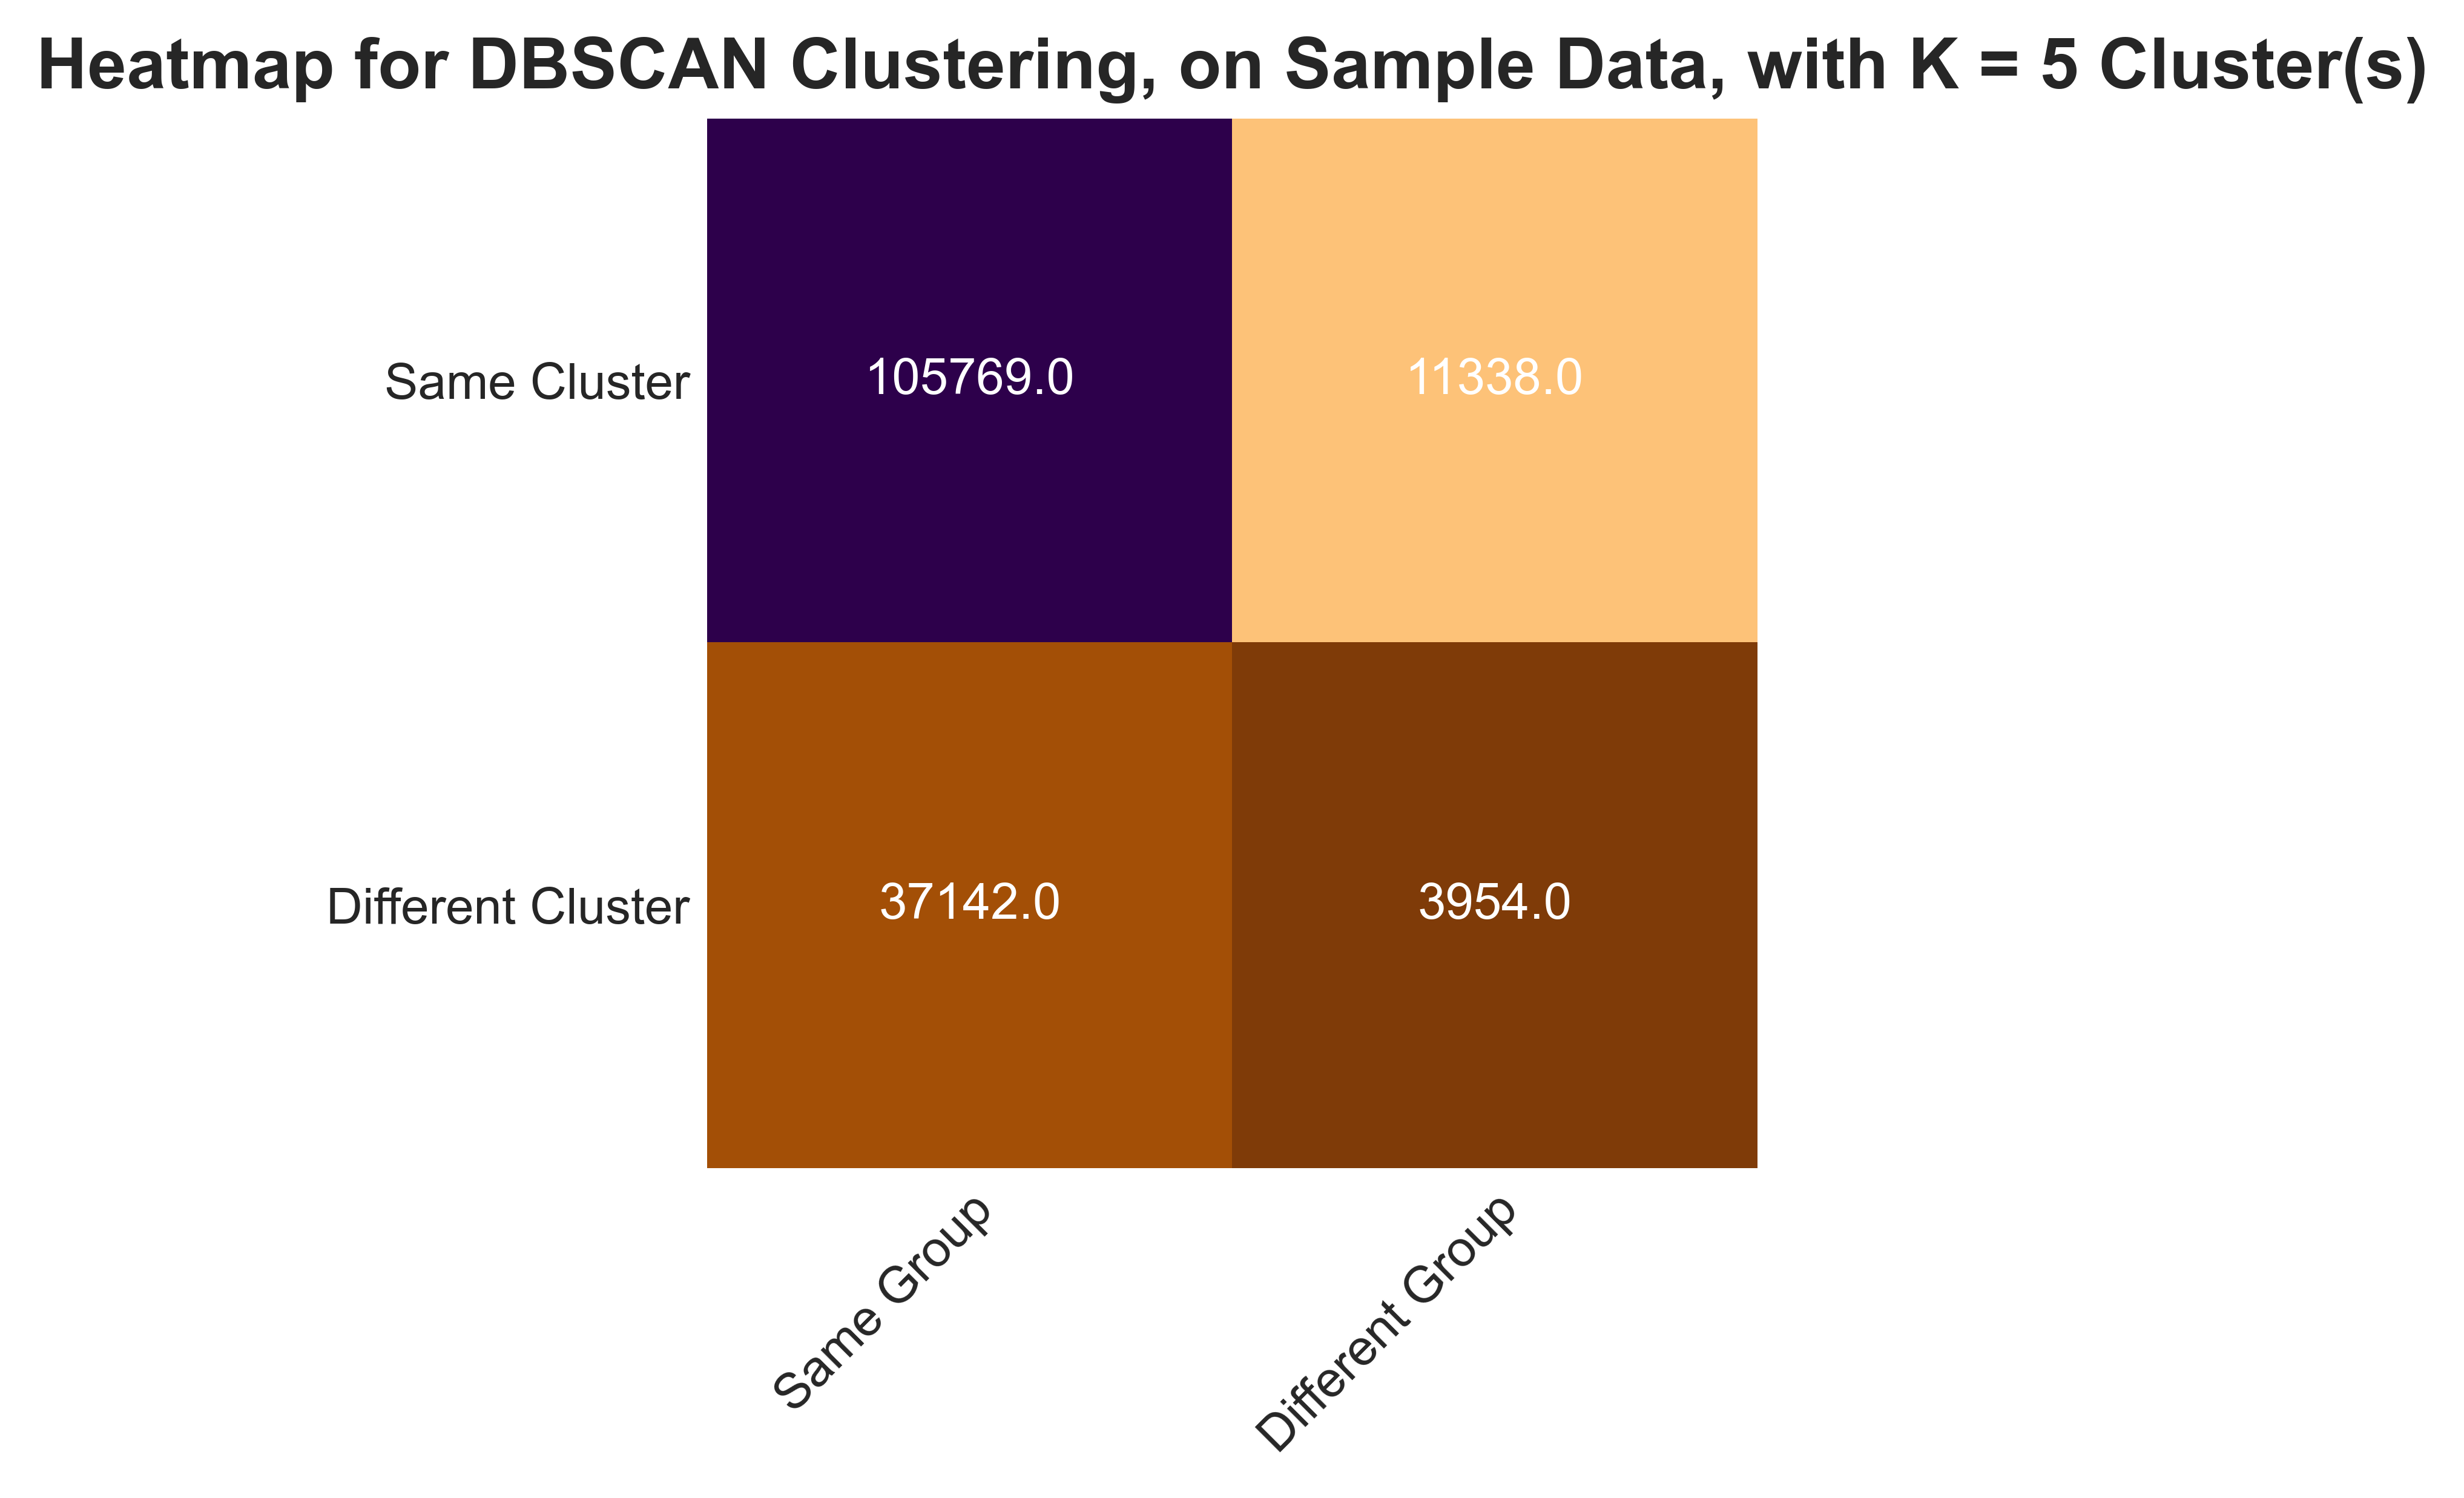 Heatmap for DBSCAN Clustering, on Sample Data, with K = 5 Cluster(s)
Same Cluster
105769.0
11338.0
Different Cluster
37142.0
3954.0
Same Group
Different Group